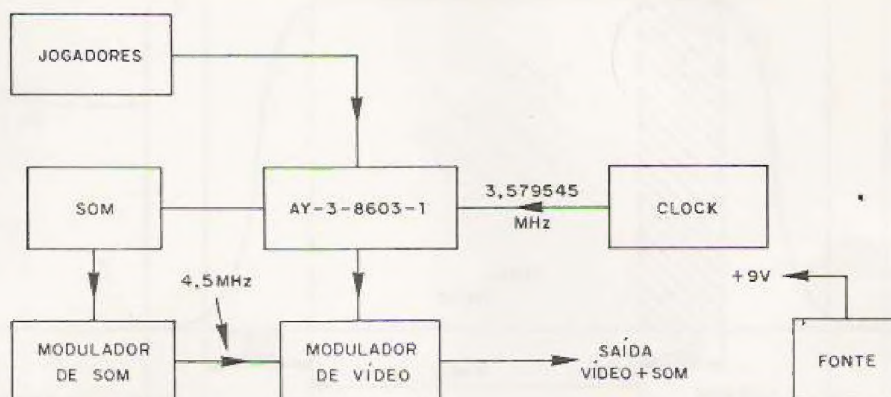 JOGADORES
SOM
AY-3-8603-1
3,579545
MHz
CLOCK
4,5MHz
+9V
MODULADOR
DE SOM
MODULADOR
DE VÍDEO
SAÍDA
VÍDEO+SOM
FONTE